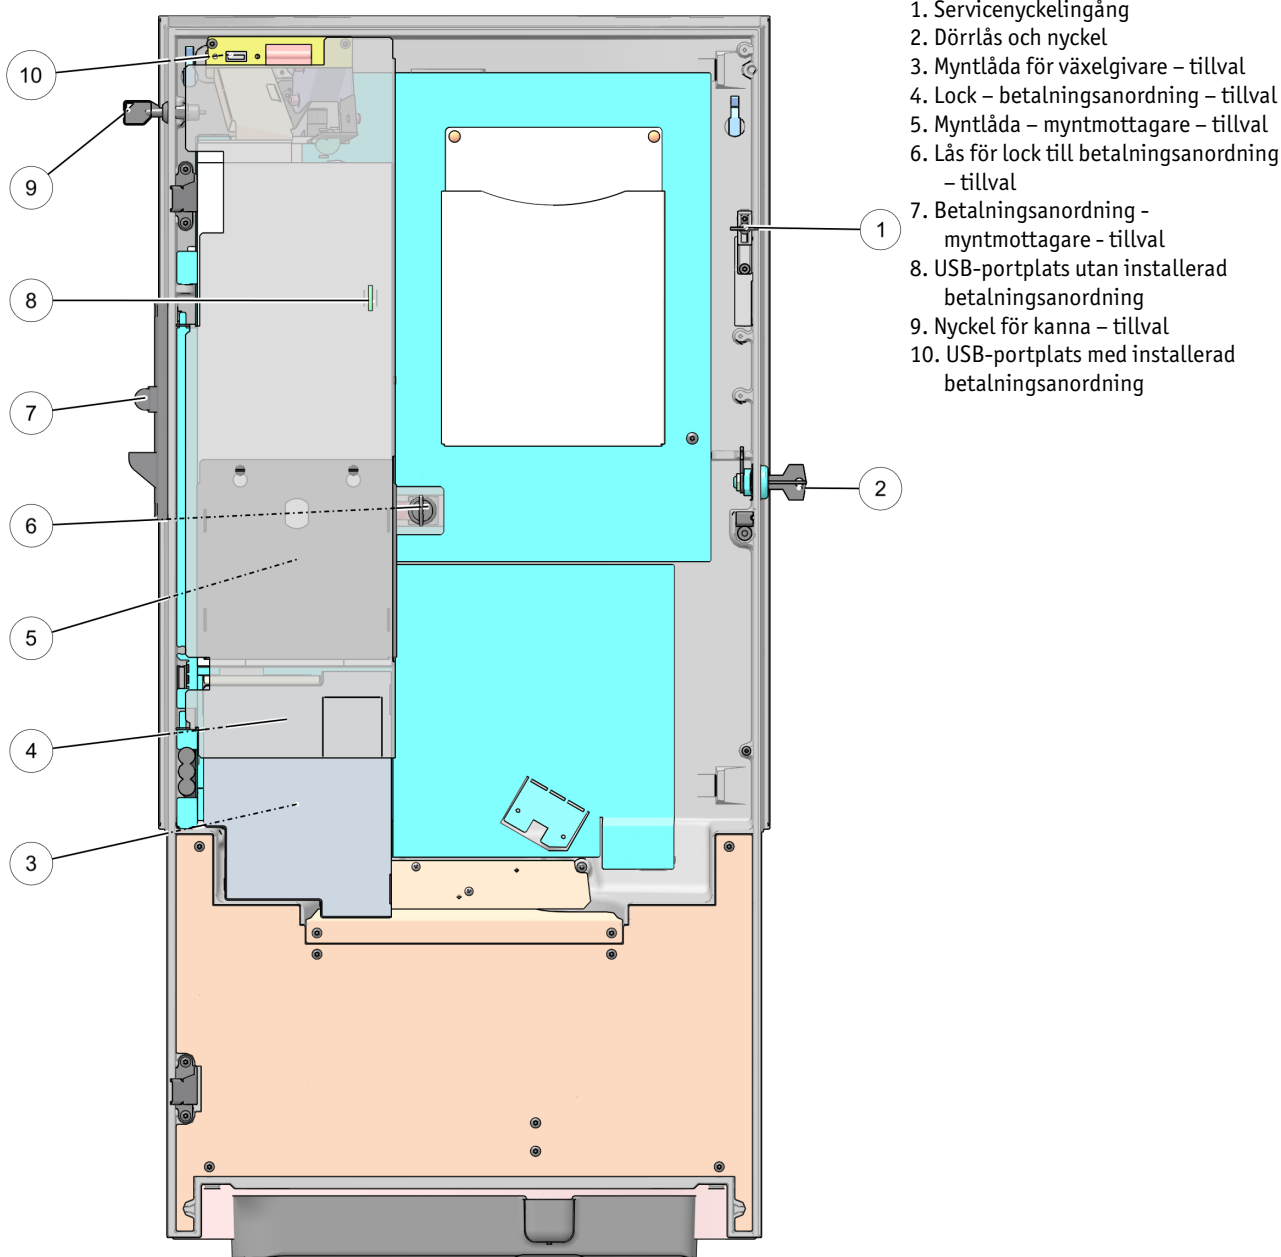 1. Servicenyckelingång
2. Dörrlås och nyckel
3. Myntlåda för växelgivare – tillval
4. Lock – betalningsanordning – tillval
5. Myntlåda – myntmottagare – tillval
6. Lås för lock till betalningsanordning
– tillval
7. Betalningsanordning -
myntmottagare - tillval
8. USB-portplats utan installerad
betalningsanordning
9. Nyckel för kanna – tillval
10. USB-portplats med installerad
betalningsanordning
10
9
8
7
6
5
4
3
1
2